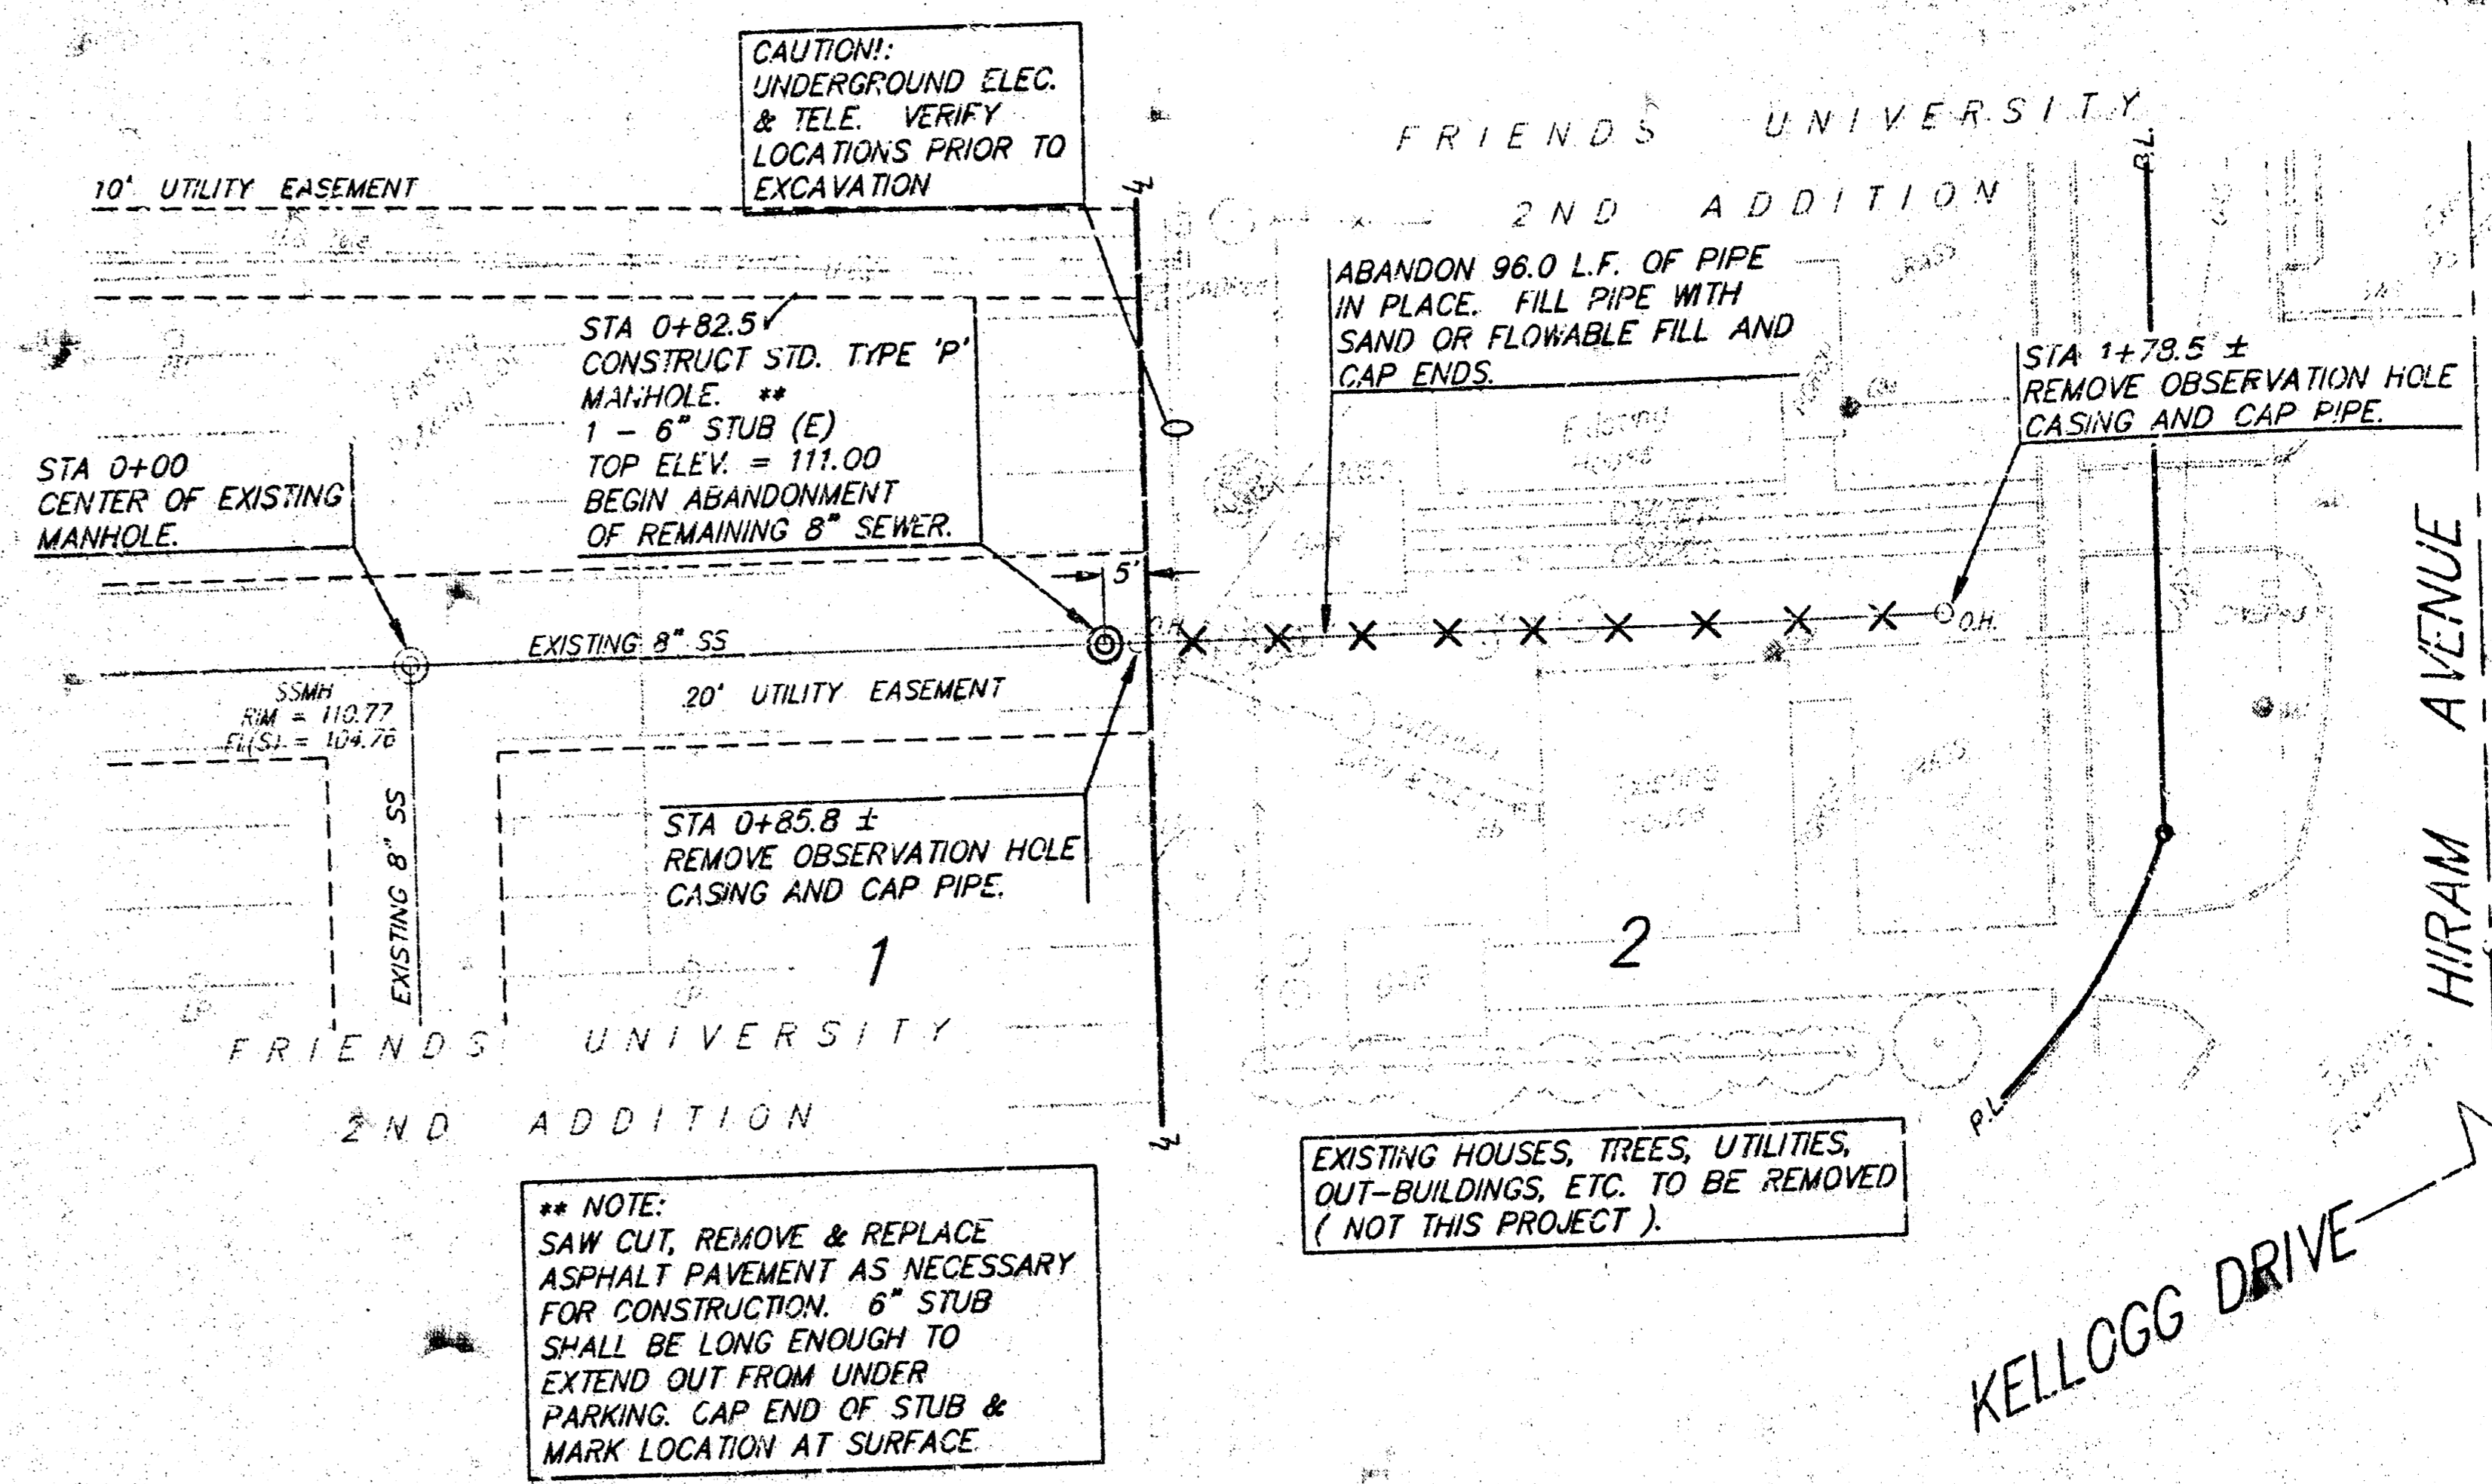 CAUTION!:
UNDERGROUND ELEC.
& TELE. VERIFY
LOCATIONS PRIOR TO
EXCAVATION
FRIENDS UNIVERSITY
2ND ADDITION
P.L.
10' UTILITY EASEMENT
ABANDON 96.0 L.F. OF PIPE
IN PLACE. FILL PIPE WITH
SAND OR FLOWABLE FILL AND
CAP ENDS.
STA 0+82.5
CONSTRUCT STD. TYPE 'P'
MANHOLE. **
1 - 6" STUB (E)
TOP ELEV. = 111.00
BEGIN ABANDONMENT
OF REMAINING 8" SEWER.
STA 1+78.5 ±
REMOVE OBSERVATION HOLE
CASING AND CAP PIPE.
STA 0+00
CENTER OF EXISTING
MANHOLE.
Existing
House
5'
O.H.
EXISTING 8" SS
20' UTILITY EASEMENT
SSMH
RIM = 110.77
FL(S) = 104.76
EXISTING 8" SS
STA 0+85.8 ±
REMOVE OBSERVATION HOLE
CASING AND CAP PIPE.
Existing
House
1
2
HIRAM AVENUE
FRIENDS UNIVERSITY
2ND ADDITION
P.L.
EXISTING HOUSES, TREES, UTILITIES,
OUT-BUILDINGS, ETC. TO BE REMOVED
( NOT THIS PROJECT ).
** NOTE:
SAW CUT, REMOVE & REPLACE
ASPHALT PAVEMENT AS NECESSARY
FOR CONSTRUCTION. 6" STUB
SHALL BE LONG ENOUGH TO
EXTEND OUT FROM UNDER
PARKING. CAP END OF STUB &
MARK LOCATION AT SURFACE.
KELLOGG DRIVE